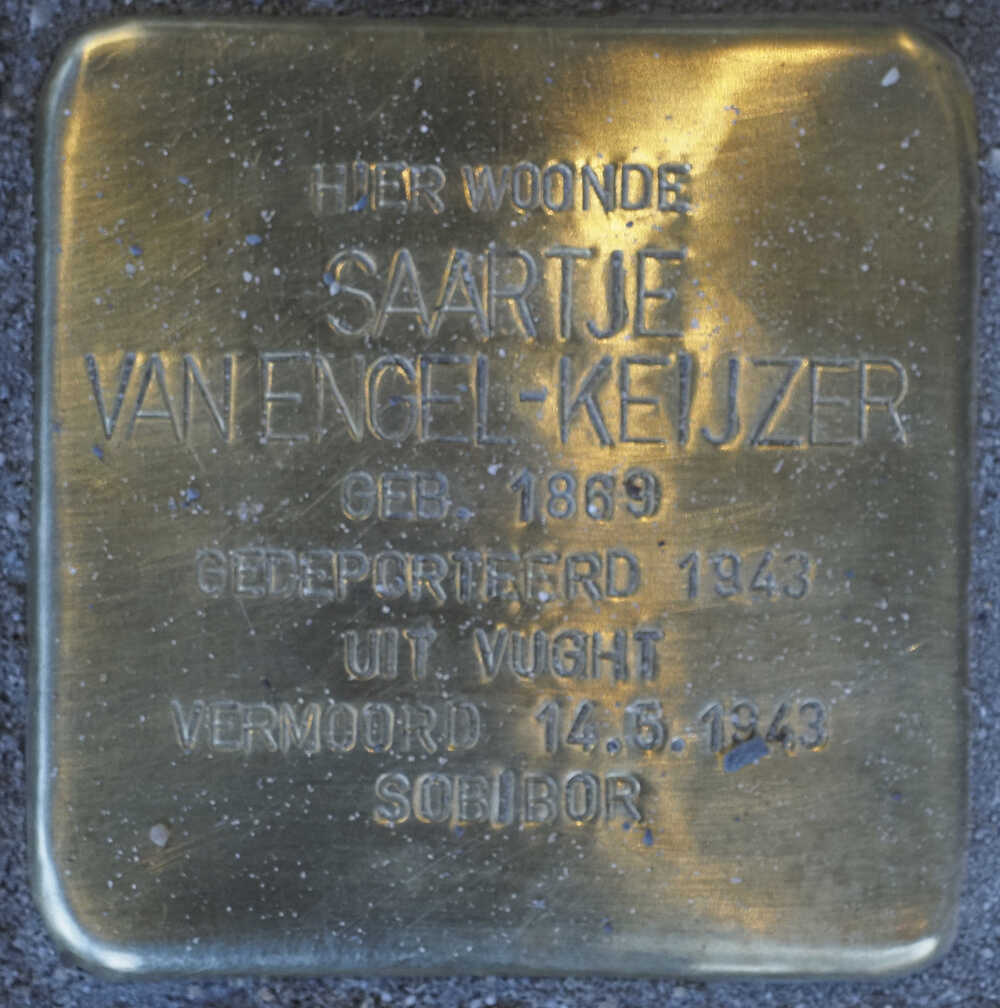 HIER WOONDE
SAARTJE
VAN ENGEL-KEIJZER
GEB. 1869
GEDEPORTEERD 1943
UIT VUGHT
VERMOORD 14.5.1943
SOBIBOR